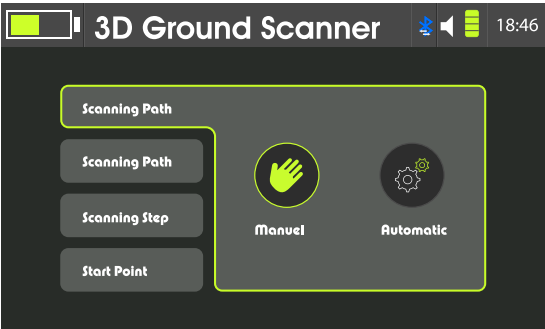 3D Ground Scanner 18:46
Scanning Path
Scanning Path
Scanning Step
Start Point
Manuel
Automatic